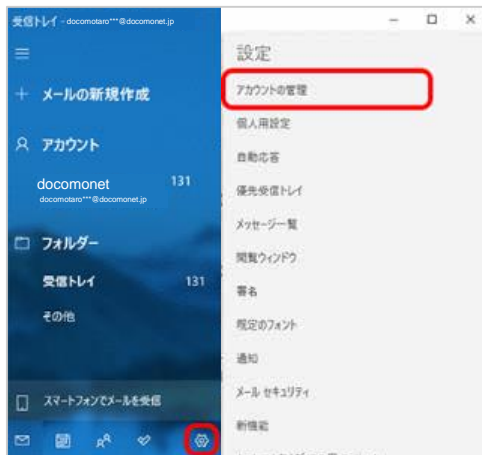 受信トレイ - docomotaro***@docomonet.jp
設定
アカウントの管理
+ メールの新規作成
個人用設定
アカウント
自動応答
docomonet 131
docomotaro***@docomonet.jp
優先受信トレイ
メッセージ一覧
フォルダー
閲覧ウィンドウ
受信トレイ 131
署名
その他
既定のフォント
通知
スマートフォンでメールを受信
メール セキュリティ
新機能